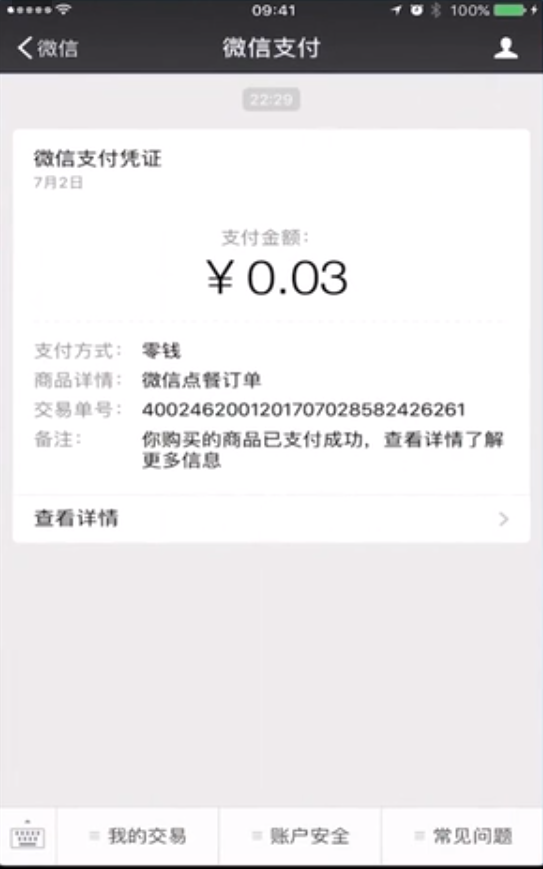 09:41
100%
微信
微信支付
22:29
微信支付凭证
7月2日
支付金额：
¥0.03
支付方式： 零钱
商品详情： 微信点餐订单
交易单号： 4002462001201707028582426261
备注： 你购买的商品已支付成功，查看详情了解
更多信息
查看详情
我的交易
账户安全
常见问题